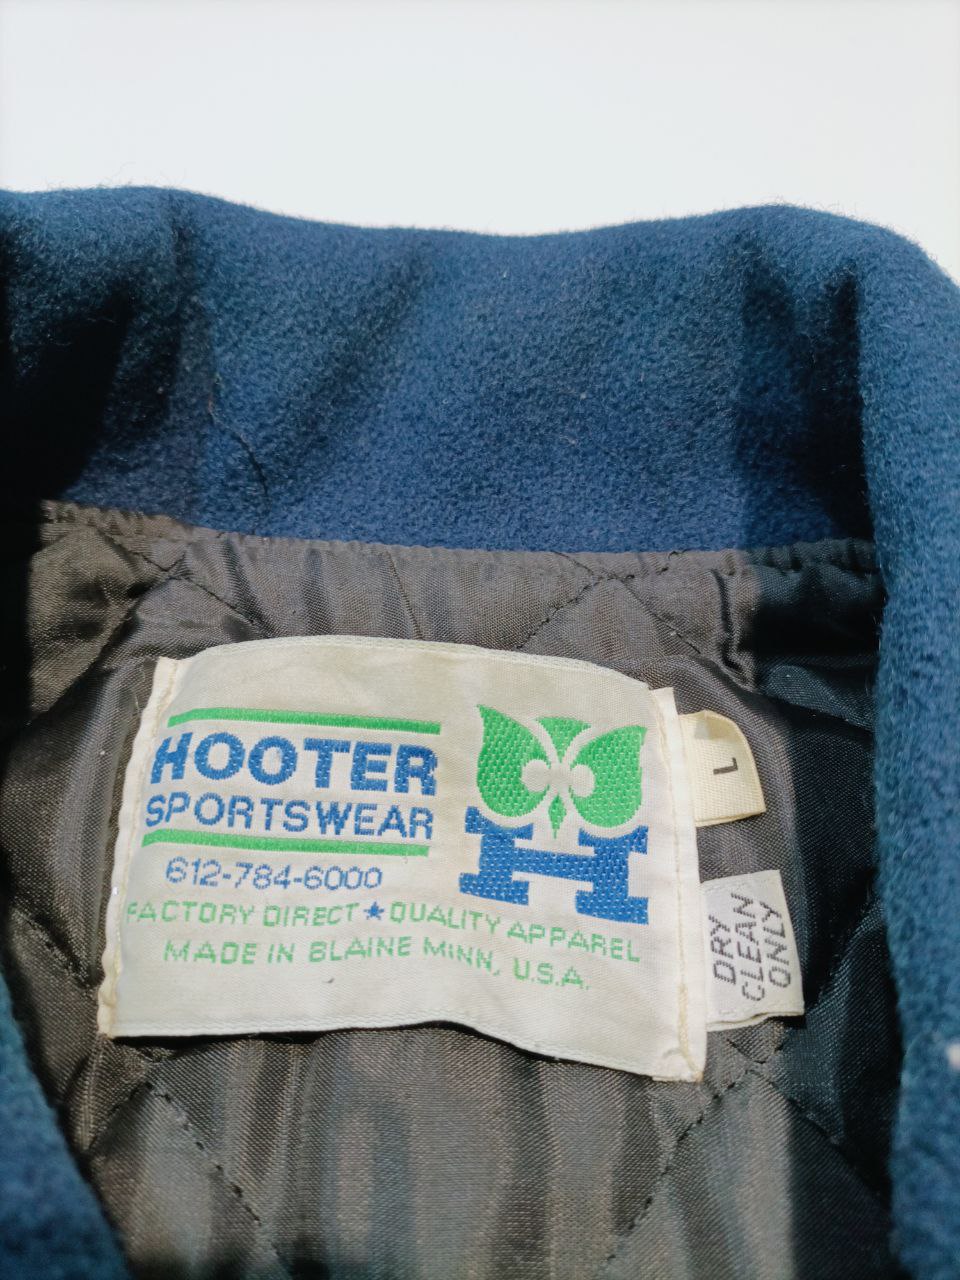 HOOTER
SPORTSWEAR
612-784-6000
FACTORY DIRECT ★ QUALITY APPAREL
MADE IN BLAINE MINN, U.S.A.
H
L
DRY
CLEAN
ONLY